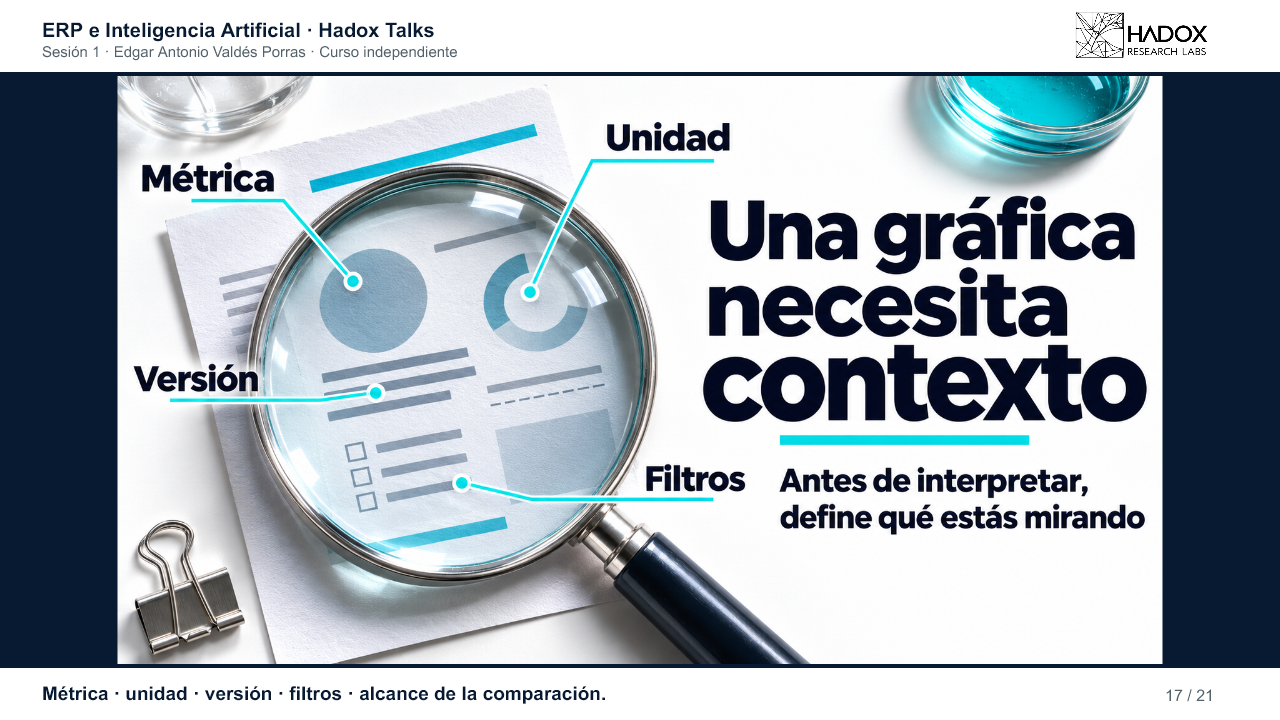 ERP e Inteligencia Artificial · Hadox Talks
Sesión 1 · Edgar Antonio Valdés Porras · Curso independiente
HADOX
RESEARCH LABS
Métrica
Unidad
Versión
Filtros
Una gráfica
necesita
contexto
Antes de interpretar,
define qué estás mirando
Métrica · unidad · versión · filtros · alcance de la comparación.
17 / 21